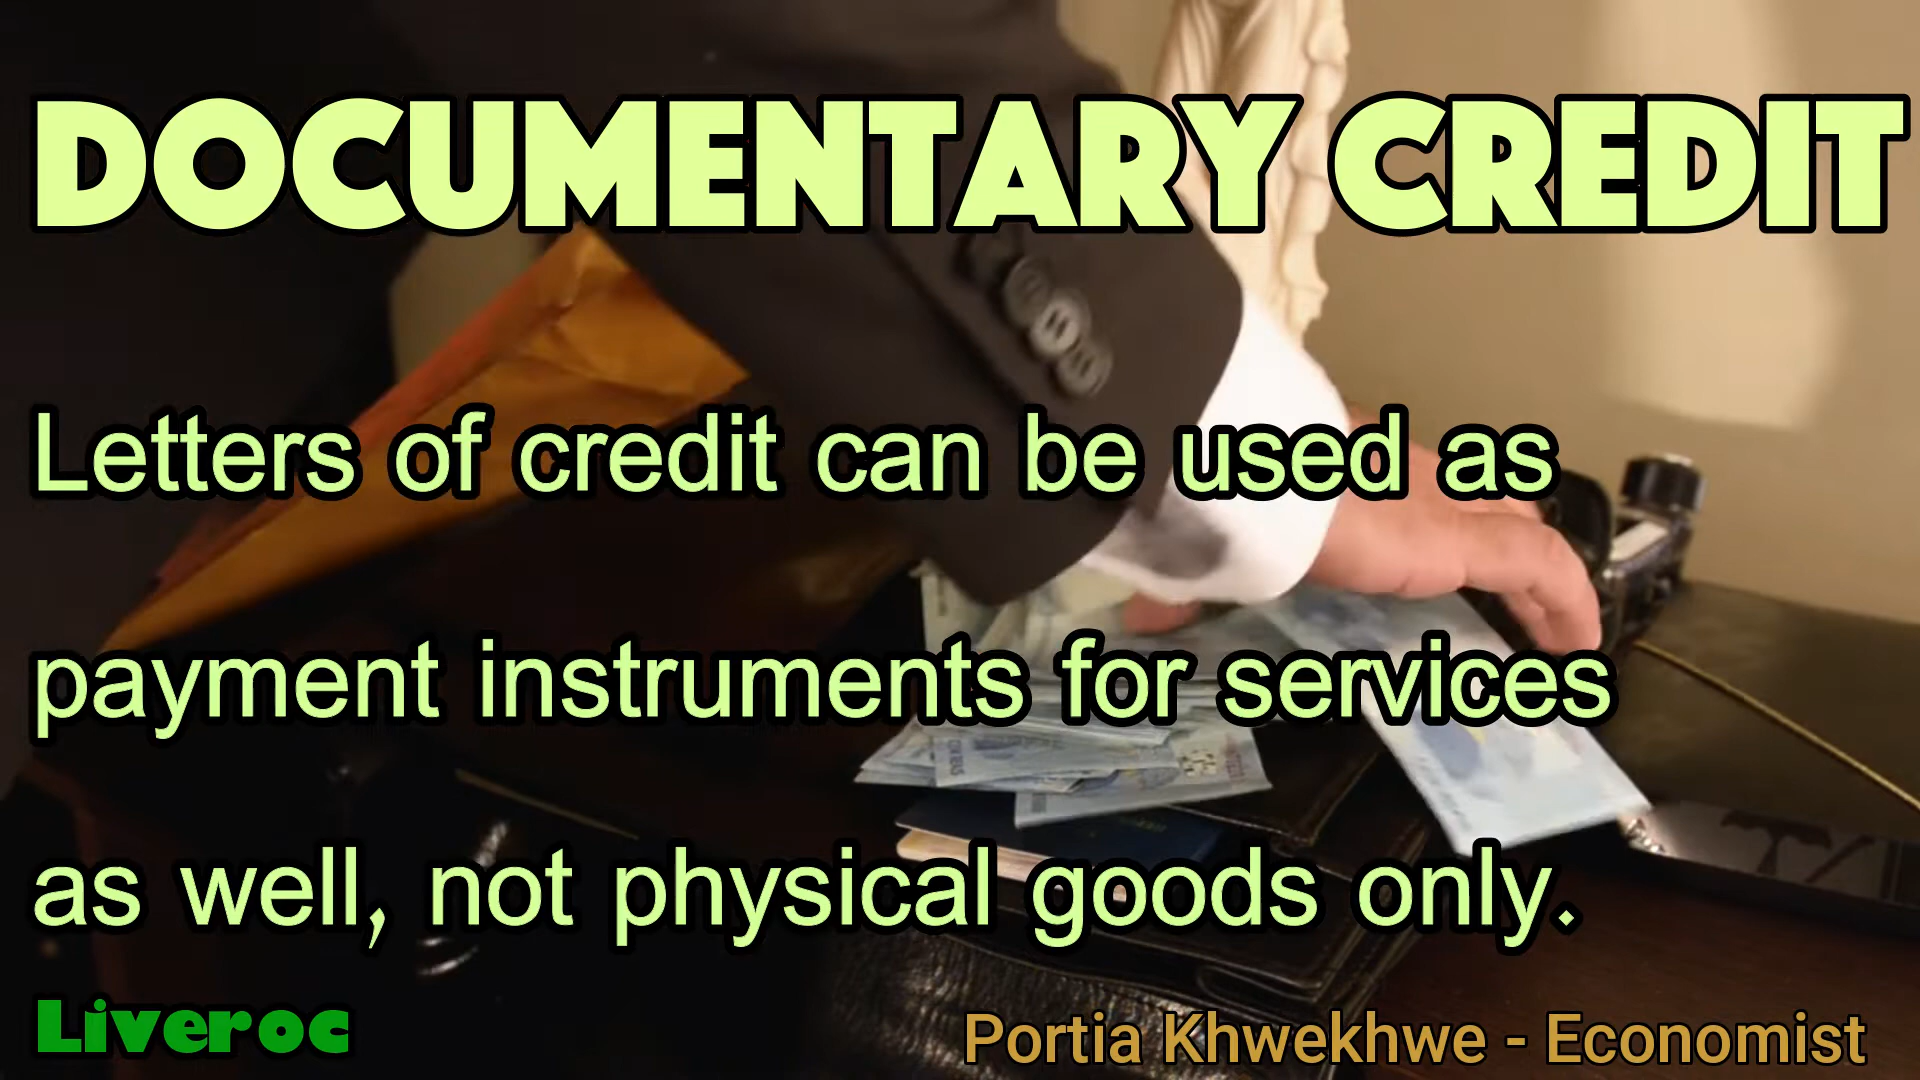 DOCUMENTARY CREDIT
Letters of credit can be used as
payment instruments for services
as well, not physical goods only.
Liveroc
Portia Khwekhwe - Economist